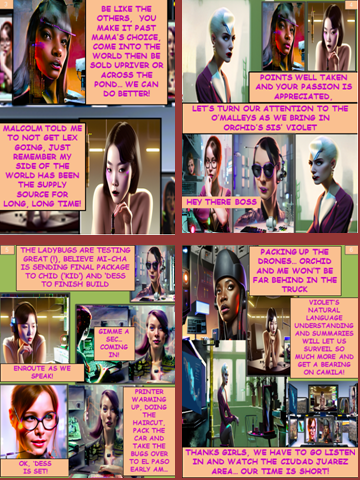 BE LIKE THE
OTHERS, YOU
MAKE IT PAST
MAMA'S CHOICE,
COME INTO THE
WORLD THEN BE
SOLD UPRIVER OR
ACROSS THE
POND... WE CAN
DO BETTER!
MALCOLM TOLD ME
TO NOT GET LEX
GOING, JUST
REMEMBER MY
SIDE OF THE
WORLD HAS BEEN
THE SUPPLY
SOURCE FOR
LONG, LONG TIME!
POINTS WELL TAKEN
AND YOUR PASSION IS
APPRECIATED,
LET'S TURN OUR ATTENTION TO THE
O'MALLEYS AS WE BRING IN
ORCHID'S SIS' VIOLET
HEY THERE BOSS
THE LADYBUGS ARE TESTING
GREAT (!), BELIEVE MI-CHA
IS SENDING FINAL PACKAGE
TO CHID ('KID') AND 'DESS
TO FINISH BUILD
GIMME A
SEC..
COMING
IN!
ENROUTE AS WE
SPEAK!
OK, 'DESS
IS SET!
PRINTER
WARMING
UP, DOING
THE
HAIRCUT,
PACK THE
CAR AND
TAKE THE
BUGS OVER
TO EL PASO
EARLY AM...
PACKING UP THE
DRONES... ORCHID
AND ME WON'T BE
FAR BEHIND IN THE
TRUCK
VIOLET'S
NATURAL
LANGUAGE
UNDERSTANDING
AND SUMMARIES
WILL LET US
SURVEIL SO
MUCH MORE AND
GET A BEARING
ON CAMILA!
THANKS GIRLS, WE HAVE TO GO LISTEN
IN AND WATCH THE CIUDAD JUAREZ
AREA... OUR TIME IS SHORT!